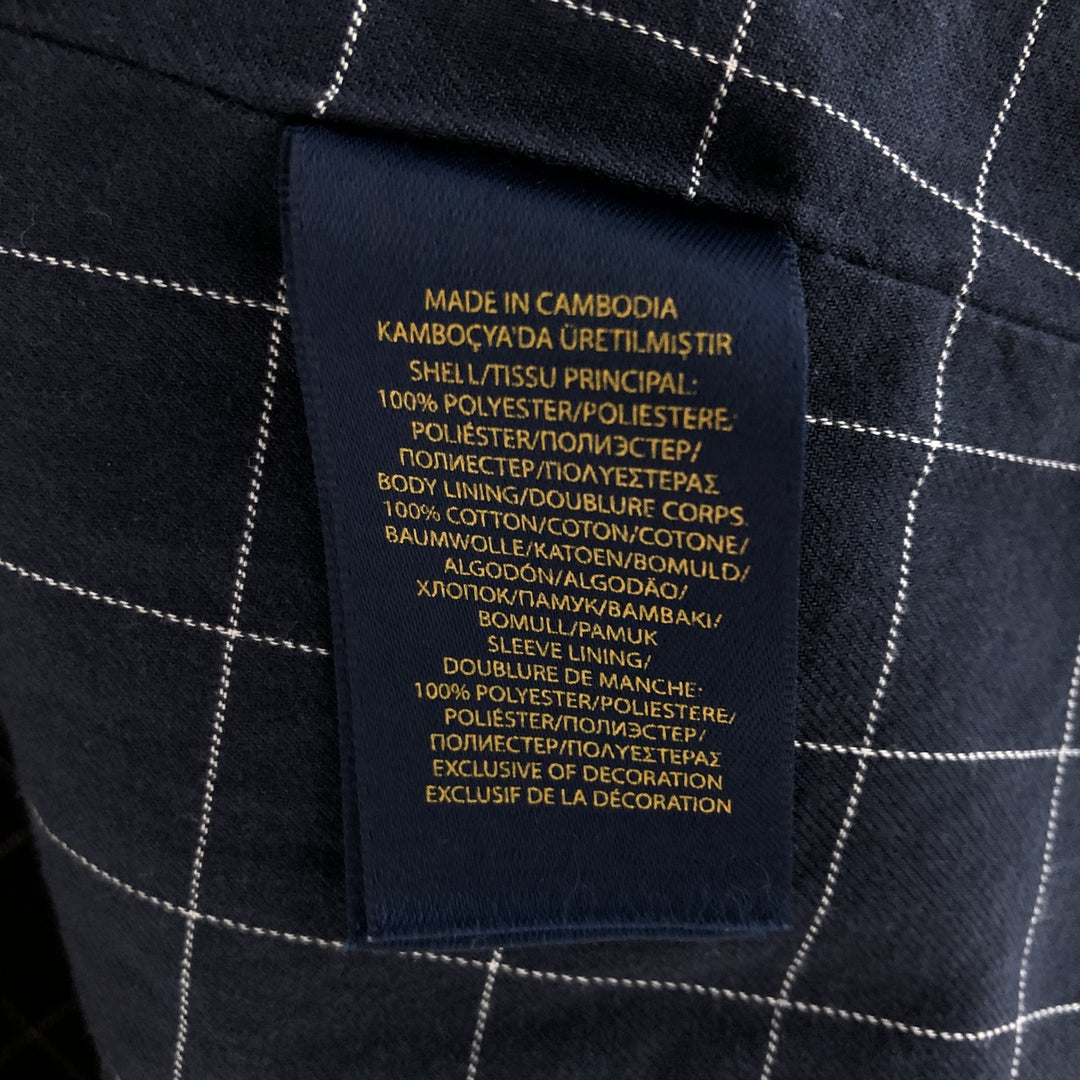 MADE IN CAMBODIA
KAMBOÇYA'DA ÜRETILMIŞTIR
SHELL/TISSU PRINCIPAL:
100% POLYESTER/POLIESTERE:
POLIÉSTER/ПОЛИЭСТЕР/
ПОЛИЕСТЕР/ΠΟΛΥΕΣΤΕΡΑΣ
BODY LINING/DOUBLURE CORPS:
100% COTTON/COTON/COTONE/
BAUMWOLLE/KATOEN/BOMULD/
ALGODÓN/ALGODÃO/
ХЛОПОК/ПАМУК/ΒΑΜΒΑΚΙ/
BOMULL/PAMUK
SLEEVE LINING/
DOUBLURE DE MANCHE:
100% POLYESTER/POLIESTERE/
POLIÉSTER/ПОЛИЭСТЕР/
ПОЛИЕСТЕР/ΠΟΛΥΕΣΤΕΡΑΣ
EXCLUSIVE OF DECORATION
EXCLUSIF DE LA DÉCORATION